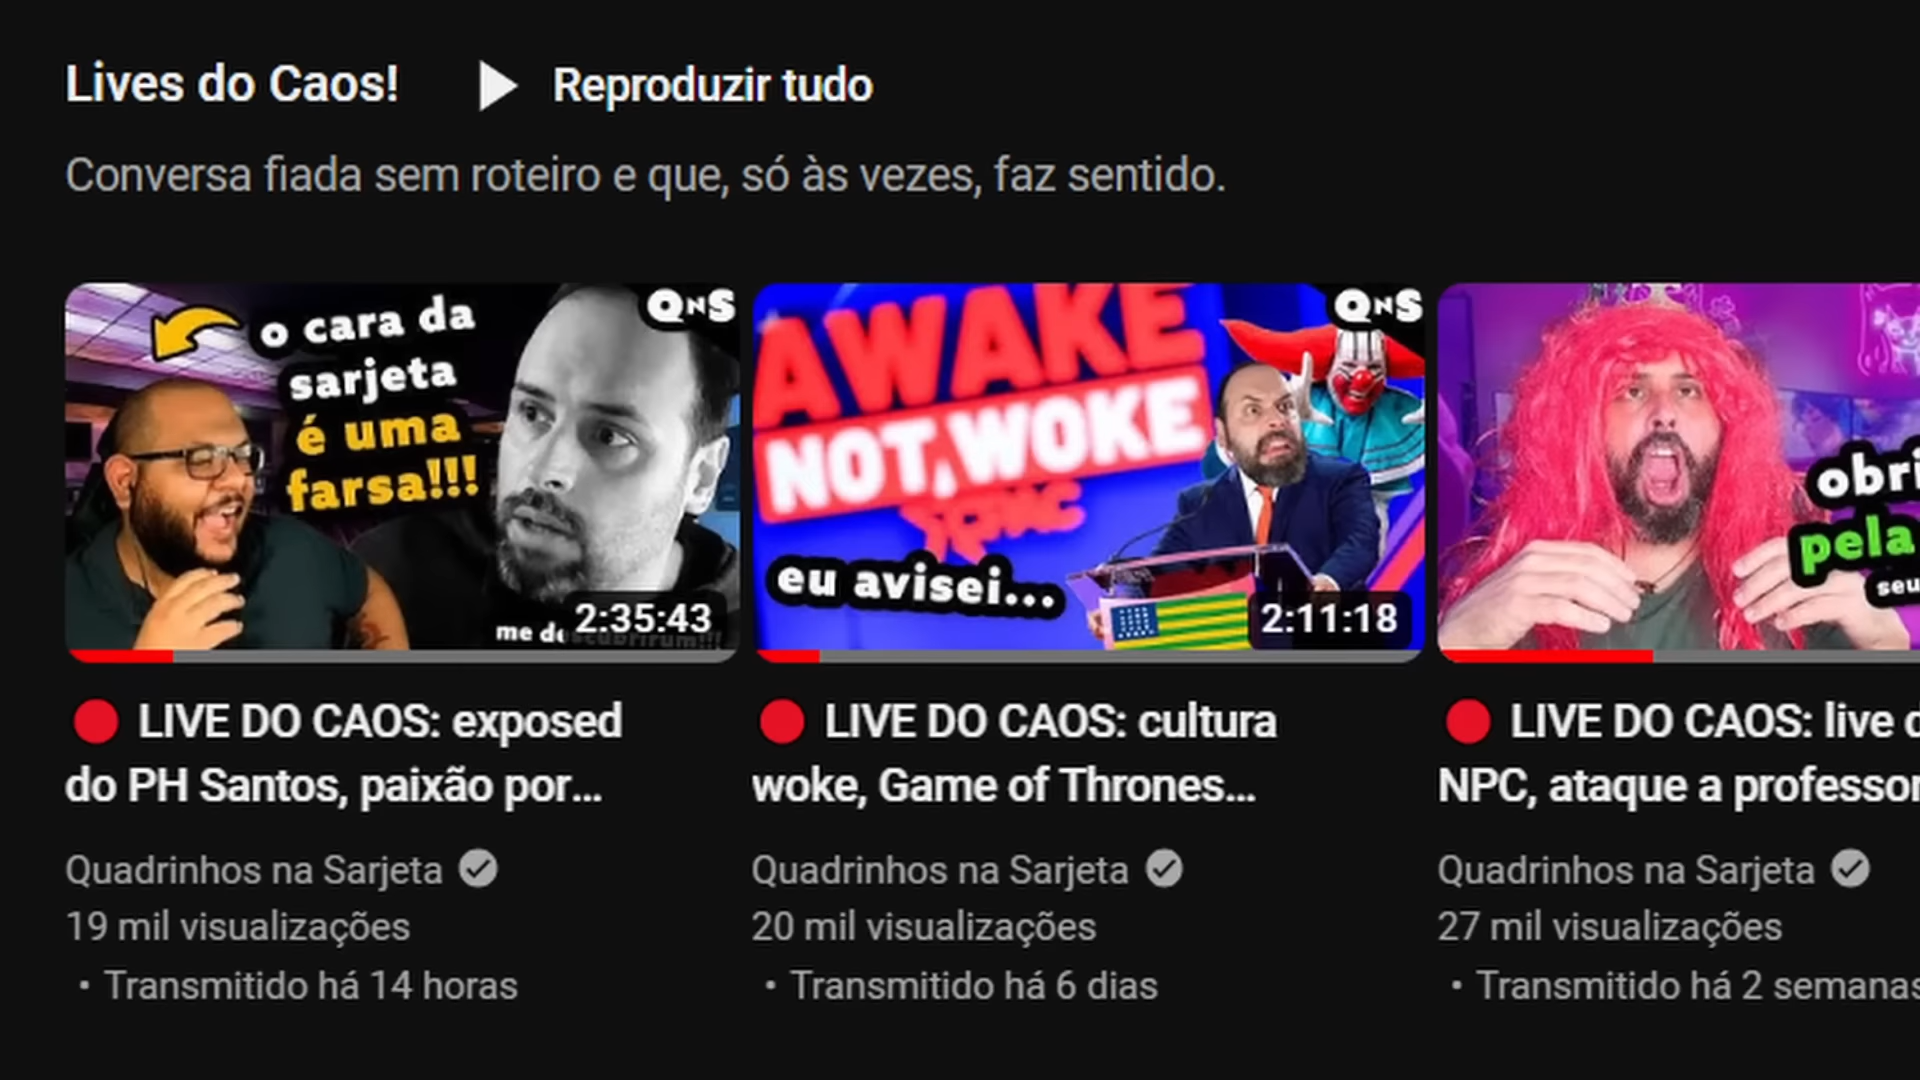 Lives do Caos!
Reproduzir tudo
Conversa fiada sem roteiro e que, só às vezes, faz sentido.
o cara da
sarjeta
é uma
farsa!!!
QNS
2:35:43
AWAKE
NOT WOKE
eu avisei...
QNS
2:11:18
obri
pela
seu
LIVE DO CAOS: exposed
do PH Santos, paixão por...
Quadrinhos na Sarjeta
19 mil visualizações
• Transmitido há 14 horas
LIVE DO CAOS: cultura
woke, Game of Thrones...
Quadrinhos na Sarjeta
20 mil visualizações
• Transmitido há 6 dias
LIVE DO CAOS: live
NPC, ataque a professor
Quadrinhos na Sarjeta
27 mil visualizações
• Transmitido há 2 semanas